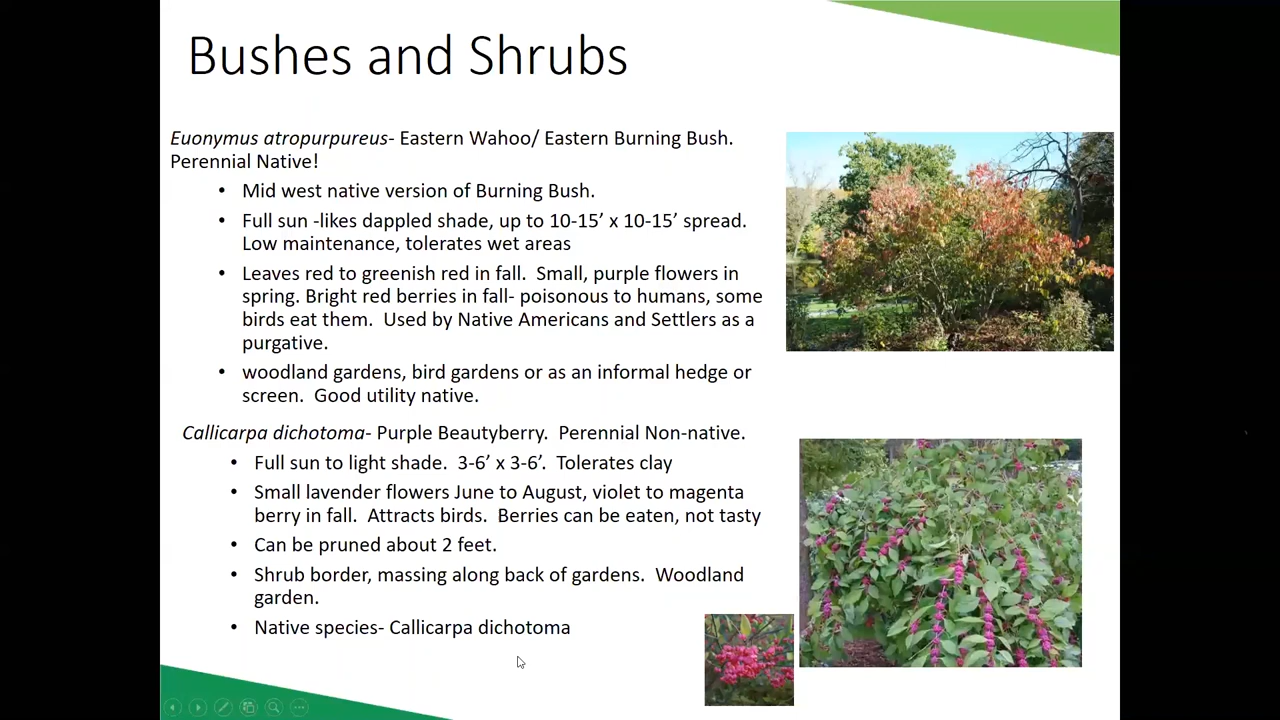 Bushes and Shrubs
Euonymus atropurpureus- Eastern Wahoo/ Eastern Burning Bush.
Perennial Native!
• Mid west native version of Burning Bush.
• Full sun -likes dappled shade, up to 10-15’ x 10-15’ spread.
Low maintenance, tolerates wet areas
• Leaves red to greenish red in fall.  Small, purple flowers in
spring. Bright red berries in fall- poisonous to humans, some
birds eat them.  Used by Native Americans and Settlers as a
purgative.
• woodland gardens, bird gardens or as an informal hedge or
screen.  Good utility native.
Callicarpa dichotoma- Purple Beautyberry.  Perennial Non-native.
• Full sun to light shade.  3-6’ x 3-6’.  Tolerates clay
• Small lavender flowers June to August, violet to magenta
berry in fall.  Attracts birds.  Berries can be eaten, not tasty
• Can be pruned about 2 feet.
• Shrub border, massing along back of gardens.  Woodland
garden.
• Native species- Callicarpa dichotoma